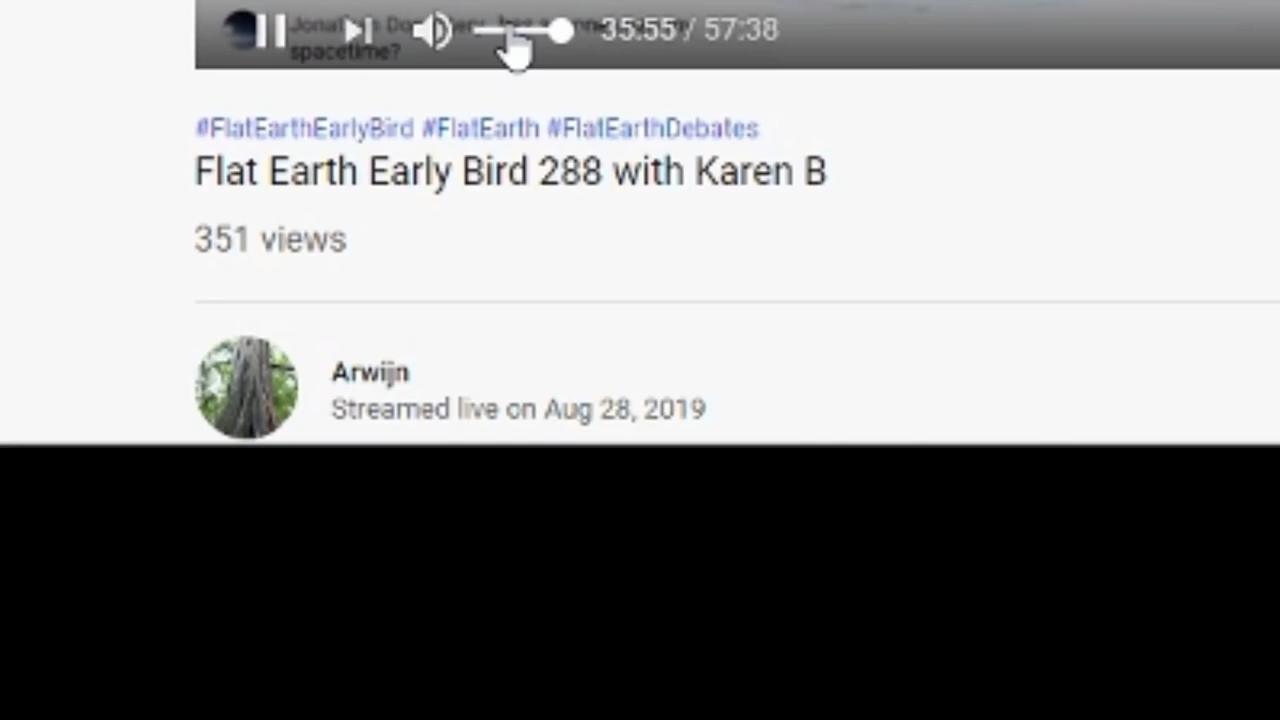 spacetime?
35:55 / 57:38
#FlatEarthEarlyBird #FlatEarth #FlatEarthDebates
Flat Earth Early Bird 288 with Karen B
351 views
Arwijn
Streamed live on Aug 28, 2019